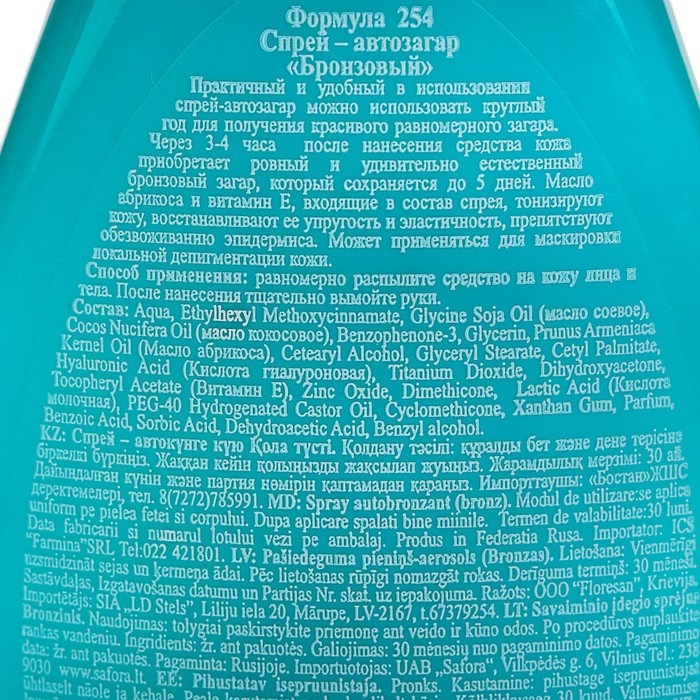 Формула 254
Спрей – автозагар
«Бронзовый»
Практичный и удобный в использовании
спрей-автозагар можно использовать круглый
год для получения красивого равномерного загара.
Через 3-4 часа после нанесения средства кожа
приобретает ровный и удивительно естественный
бронзовый загар, который сохраняется до 5 дней. Масло
абрикоса и витамин Е, входящие в состав спрея, тонизируют
кожу, восстанавливают ее упругость и эластичность, препятствуют
обезвоживанию эпидермиса. Может применяться для маскировки
локальной депигментации кожи.
Способ применения: равномерно распылите средство на кожу лица и
тела. После нанесения тщательно вымойте руки.
Состав: Aqua, Ethylhexyl Methoxycinnamate, Glycine Soja Oil (масло соевое),
Cocos Nucifera Oil (масло кокосовое), Benzophenone-3, Glycerin, Prunus Armeniaca
Kernel Oil (Масло абрикоса), Cetearyl Alcohol, Glyceryl Stearate, Cetyl Palmitate,
Hyaluronic Acid (Кислота гиалуроновая), Titanium Dioxide, Dihydroxyacetone,
Tocopheryl Acetate (Витамин Е), Zinc Oxide, Dimethicone, Lactic Acid (Кислота
молочная), PEG-40 Hydrogenated Castor Oil, Cyclomethicone, Xanthan Gum, Parfum,
Benzoic Acid, Sorbic Acid, Dehydroacetic Acid, Benzyl alcohol.
KZ: Спрей – автокүнге күю Қола түсті. Қолдану тәсілі: құралды бет және дене терісіне
біркелкі бүркіңіз. Жаққан кейін қолыңызды жақсылап жуыңыз. Жарамдылық мерзімі: 30 ай.
Дайындалған күнін және партия нөмірін қаптамадан қараңыз. Импорттаушы: «Бостан»ЖШС
деректемелері, тел. 8(7272)785991. MD: Spray autobronzant (bronz). Modul de utilizare:se aplica
uniform pe pielea fetei si corpului. Dupa aplicare spalati bine miinile. Termen de valabilitate:30 luni.
Data fabricarii si numarul lotului vezi pe ambalaj. Produs in Federatia Rusa. Importator: ICS
"Farmina"SRL Tel:022 421801. LV: Pašiedeguma pieniņš-aerosols (Bronzas). Lietošana: Vienmērīgi
uzsmidzināt sejas un ķermeņa ādai. Pēc lietošanas rūpīgi nomazgāt rokas. Derīguma termiņš: 30 mēneši.
Sastāvdaļas, Izgatavošanas datumu un Partijas Nr. skat. uz iepakojuma. Ražots: OOO "Floresan", Krievija.
Importētājs: SIA „LD Stels", Liliju iela 20, Mārupe, LV-2167, t.67379254. LT: Savaiminio įdegio sprėjus
Bronzinis. Naudojimas: tolygiai paskirstykite priemonę ant veido ir kūno odos. Po procedūros nuplaukite
rankas vandeniu. Ingridients: žr. ant pakuotės. Galiojimas: 30 mėnesių nuo pagaminimo datos. Pagaminimo
data: žr. ant pakuotės. Pagaminta: Rusijoje. Importuotojas: UAB „Safora", Vilkpėdės g. 6, Vilnius Tel.: 238
9030 www.safora.lt. EE: Pihustatav isepruunistaja. Pronks. Kasutamine: pihustage isepruunistaja
ühtlaselt näole ja kehale.